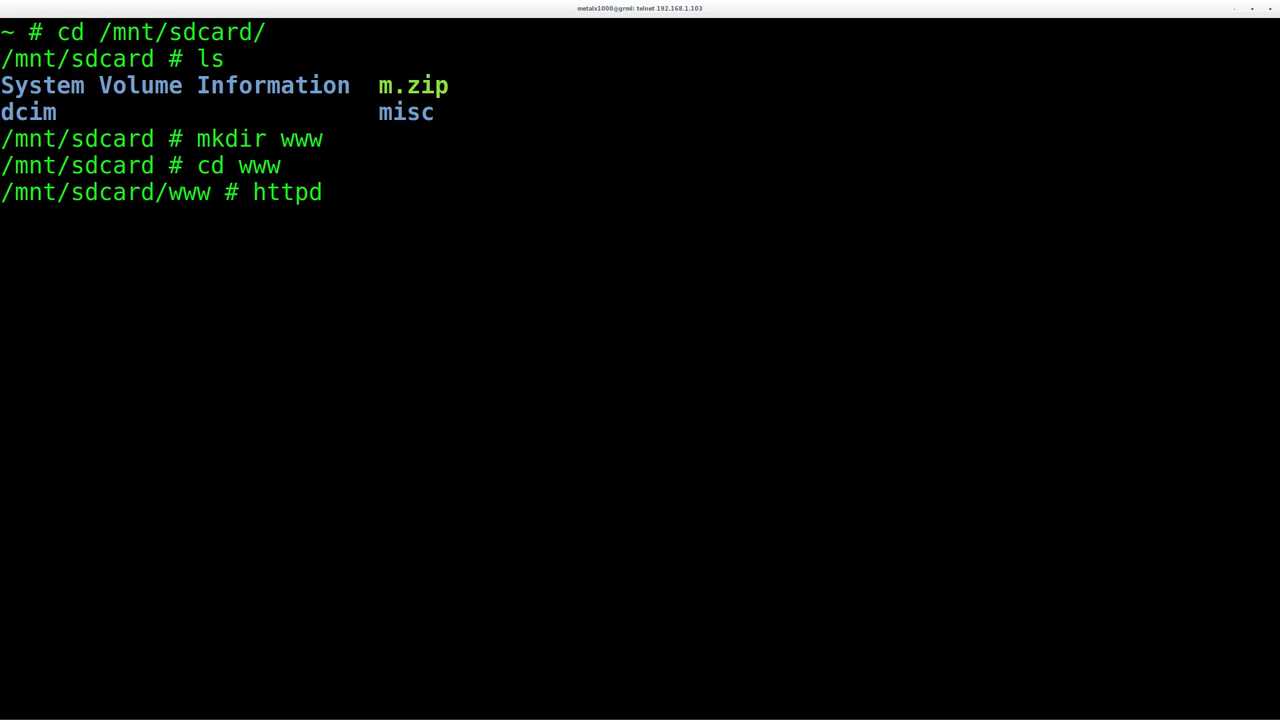 metalx1000@grml: telnet 192.168.1.103
~ # cd /mnt/sdcard/
/mnt/sdcard # ls
System Volume Information  m.zip
dcim                       misc
/mnt/sdcard # mkdir www
/mnt/sdcard # cd www
/mnt/sdcard/www # httpd